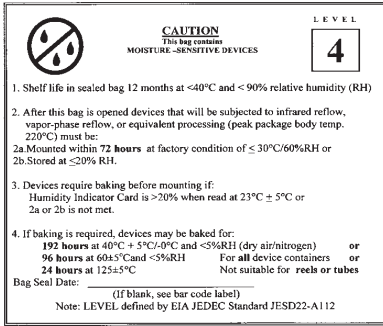 LEVEL
CAUTION
This bag contains
MOISTURE –SENSITIVE DEVICES
4
1. Shelf life in sealed bag 12 months at <40°C and < 90% relative humidity (RH)
2. After this bag is opened devices that will be subjected to infrared reflow,
vapor-phase reflow, or equivalent processing (peak package body temp.
220°C) must be:
2a.Mounted within 72 hours at factory condition of ≤ 30°C/60%RH or
2b.Stored at ≤20% RH.
3. Devices require baking before mounting if:
Humidity Indicator Card is >20% when read at 23°C ± 5°C or
2a or 2b is not met.
4. If baking is required, devices may be baked for:
192 hours at 40°C + 5°C/-0°C and <5%RH (dry air/nitrogen) or
96 hours at 60±5°Cand <5%RH For all device containers or
24 hours at 125±5°C Not suitable for reels or tubes
Bag Seal Date:
(If blank, see bar code label)
Note: LEVEL defined by EIA JEDEC Standard JESD22-A112